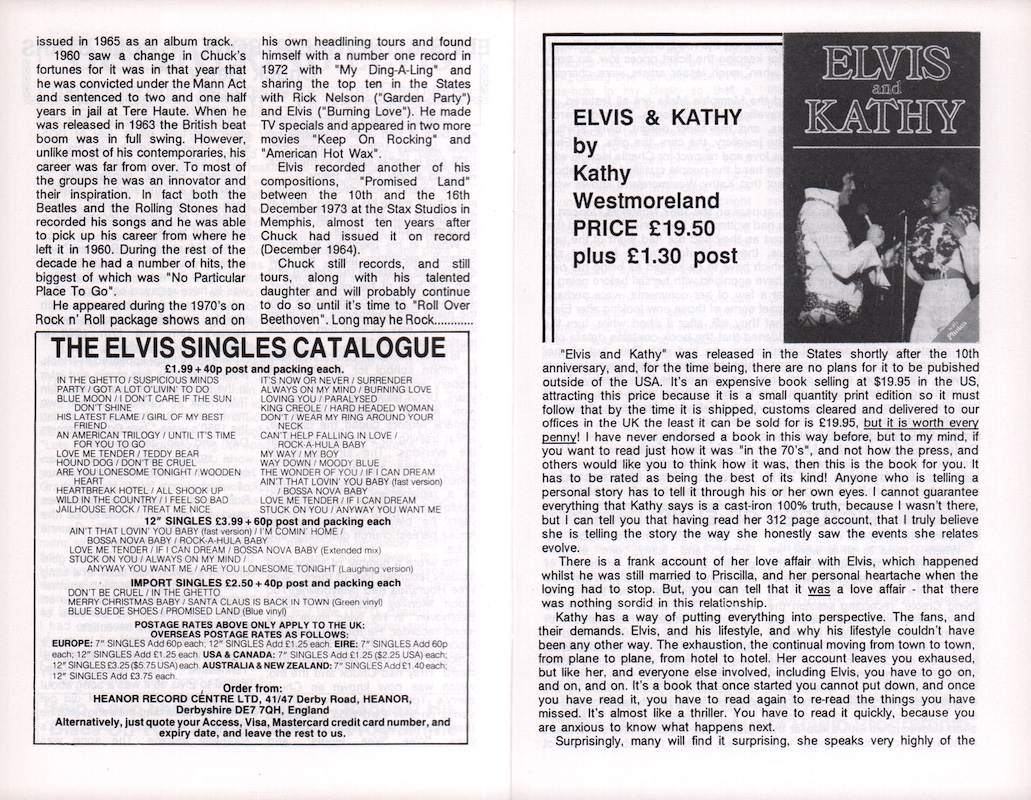 issued in 1965 as an album track.
1960 saw a change in Chuck's
fortunes for it was in that year that
he was convicted under the Mann Act
and sentenced to two and one half
years in jail at Tere Haute. When he
was released in 1963 the British beat
boom was in full swing. However,
unlike most of his contemporaries, his
career was far from over. To most of
the groups he was an innovator and
their inspiration. In fact both the
Beatles and the Rolling Stones had
recorded his songs and he was able
to pick up his career from where he
left it in 1960. During the rest of the
decade he had a number of hits, the
biggest of which was "No Particular
Place To Go".
He appeared during the 1970's on
Rock n' Roll package shows and on
his own headlining tours and found
himself with a number one record in
1972 with "My Ding-A-Ling" and
sharing the top ten in the States
with Rick Nelson ("Garden Party")
and Elvis ("Burning Love"). He made
TV specials and appeared in two more
movies "Keep On Rocking" and
"American Hot Wax".
Elvis recorded another of his
compositions, "Promised Land"
between the 10th and the 16th
December 1973 at the Stax Studios in
Memphis, almost ten years after
Chuck had issued it on record
(December 1964).
Chuck still records, and still
tours, along with his talented
daughter and will probably continue
to do so until it's time to "Roll Over
Beethoven". Long may he Rock............
THE ELVIS SINGLES CATALOGUE
£1.99 + 40p post and packing each.
IN THE GHETTO / SUSPICIOUS MINDS
PARTY / GOT A LOT O'LIVIN' TO DO
BLUE MOON / I DON'T CARE IF THE SUN
DON'T SHINE
HIS LATEST FLAME / GIRL OF MY BEST
FRIEND
AN AMERICAN TRILOGY / UNTIL IT'S TIME
FOR YOU TO GO
LOVE ME TENDER / TEDDY BEAR
HOUND DOG / DON'T BE CRUEL
ARE YOU LONESOME TONIGHT / WOODEN
HEART
HEARTBREAK HOTEL / ALL SHOOK UP
WILD IN THE COUNTRY / I FEEL SO BAD
JAILHOUSE ROCK / TREAT ME NICE
IT'S NOW OR NEVER / SURRENDER
ALWAYS ON MY MIND / BURNING LOVE
LOVING YOU / PARALYSED
KING CREOLE / HARD HEADED WOMAN
DON'T / WEAR MY RING AROUND YOUR
NECK
CAN'T HELP FALLING IN LOVE /
ROCK-A-HULA BABY
MY WAY / MY BOY
WAY DOWN / MOODY BLUE
THE WONDER OF YOU / IF I CAN DREAM
AIN'T THAT LOVIN' YOU BABY (fast version)
/ BOSSA NOVA BABY
LOVE ME TENDER / IF I CAN DREAM
STUCK ON YOU / ANYWAY YOU WANT ME
12" SINGLES £3.99 + 60p post and packing each
AIN'T THAT LOVIN' YOU BABY (fast version) / I'M COMIN' HOME /
BOSSA NOVA BABY / ROCK-A-HULA BABY
LOVE ME TENDER / IF I CAN DREAM / BOSSA NOVA BABY (Extended mix)
STUCK ON YOU / ALWAYS ON MY MIND /
ANYWAY YOU WANT ME / ARE YOU LONESOME TONIGHT (Laughing version)
IMPORT SINGLES £2.50 + 40p post and packing each
DON'T BE CRUEL / IN THE GHETTO
MERRY CHRISTMAS BABY / SANTA CLAUS IS BACK IN TOWN (Green vinyl)
BLUE SUEDE SHOES / PROMISED LAND (Blue vinyl)
POSTAGE RATES ABOVE ONLY APPLY TO THE UK:
OVERSEAS POSTAGE RATES AS FOLLOWS:
EUROPE: 7" SINGLES Add 60p each; 12" SINGLES Add £1.25 each. EIRE: 7" SINGLES Add 60p
each; 12" SINGLES Add £1.25 each. USA & CANADA: 7" SINGLES Add £1.25 ($2.25 USA) each;
12" SINGLES £3.25 ($5.75 USA) each. AUSTRALIA & NEW ZEALAND: 7" SINGLES Add £1.40 each;
12" SINGLES Add £3.75 each.
Order from:
HEANOR RECORD CENTRE LTD, 41/47 Derby Road, HEANOR,
Derbyshire DE7 7QH, England
Alternatively, just quote your Access, Visa, Mastercard credit card number, and
expiry date, and leave the rest to us.
ELVIS & KATHY
by
Kathy
Westmoreland
PRICE £19.50
plus £1.30 post
ELVIS
and
KATHY
with
Photos
"Elvis and Kathy" was released in the States shortly after the 10th
anniversary, and, for the time being, there are no plans for it to be pubished
outside of the USA. It's an expensive book selling at $19.95 in the US,
attracting this price because it is a small quantity print edition so it must
follow that by the time it is shipped, customs cleared and delivered to our
offices in the UK the least it can be sold for is £19.95, but it is worth every
penny! I have never endorsed a book in this way before, but to my mind, if
you want to read just how it was "in the 70's", and not how the press, and
others would like you to think how it was, then this is the book for you. It
has to be rated as being the best of its kind! Anyone who is telling a
personal story has to tell it through his or her own eyes. I cannot guarantee
everything that Kathy says is a cast-iron 100% truth, because I wasn't there,
but I can tell you that having read her 312 page account, that I truly believe
she is telling the story the way she honestly saw the events she relates
evolve.
There is a frank account of her love affair with Elvis, which happened
whilst he was still married to Priscilla, and her personal heartache when the
loving had to stop. But, you can tell that it was a love affair - that there
was nothing sordid in this relationship.
Kathy has a way of putting everything into perspective. The fans, and
their demands. Elvis, and his lifestyle, and why his lifestyle couldn't have
been any other way. The exhaustion, the continual moving from town to town,
from plane to plane, from hotel to hotel. Her account leaves you exhaused,
but like her, and everyone else involved, including Elvis, you have to go on,
and on, and on. It's a book that once started you cannot put down, and once
you have read it, you have to read again to re-read the things you have
missed. It's almost like a thriller. You have to read it quickly, because you
are anxious to know what happens next.
Surprisingly, many will find it surprising, she speaks very highly of the